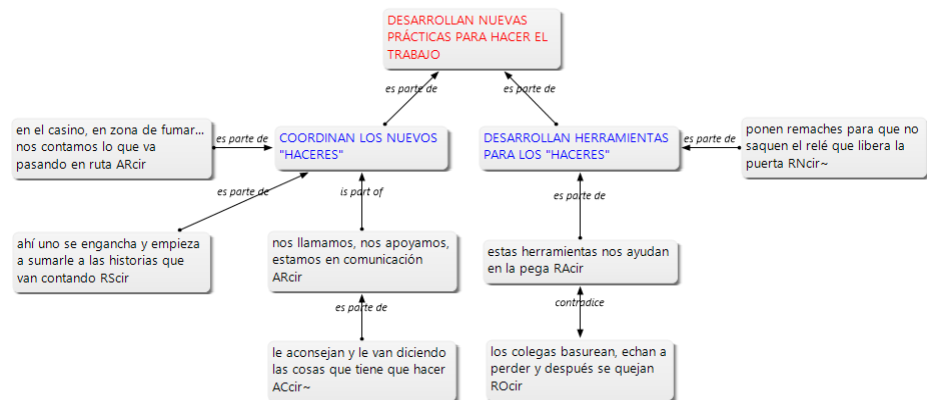 DESARROLLAN NUEVAS
PRÁCTICAS PARA HACER EL
TRABAJO
es parte de
es parte de
en el casino, en zona de fumar...
nos contamos lo que va
pasando en ruta ARcir
es parte de
COORDINAN LOS NUEVOS
"HACERES"
DESARROLLAN HERRAMIENTAS
PARA LOS "HACERES"
es parte de
ponen remaches para que no
saquen el relé que libera la
puerta RNcir~
es parte de
is part of
es parte de
ahí uno se engancha y empieza
a sumarle a las historias que
van contando RScir
nos llamamos, nos apoyamos,
estamos en comunicación
ARcir
estas herramientas nos ayudan
en la pega RAcir
es parte de
contradice
le aconsejan y le van diciendo
las cosas que tiene que hacer
ACcir~
los colegas basurean, echan a
perder y después se quejan
ROcir